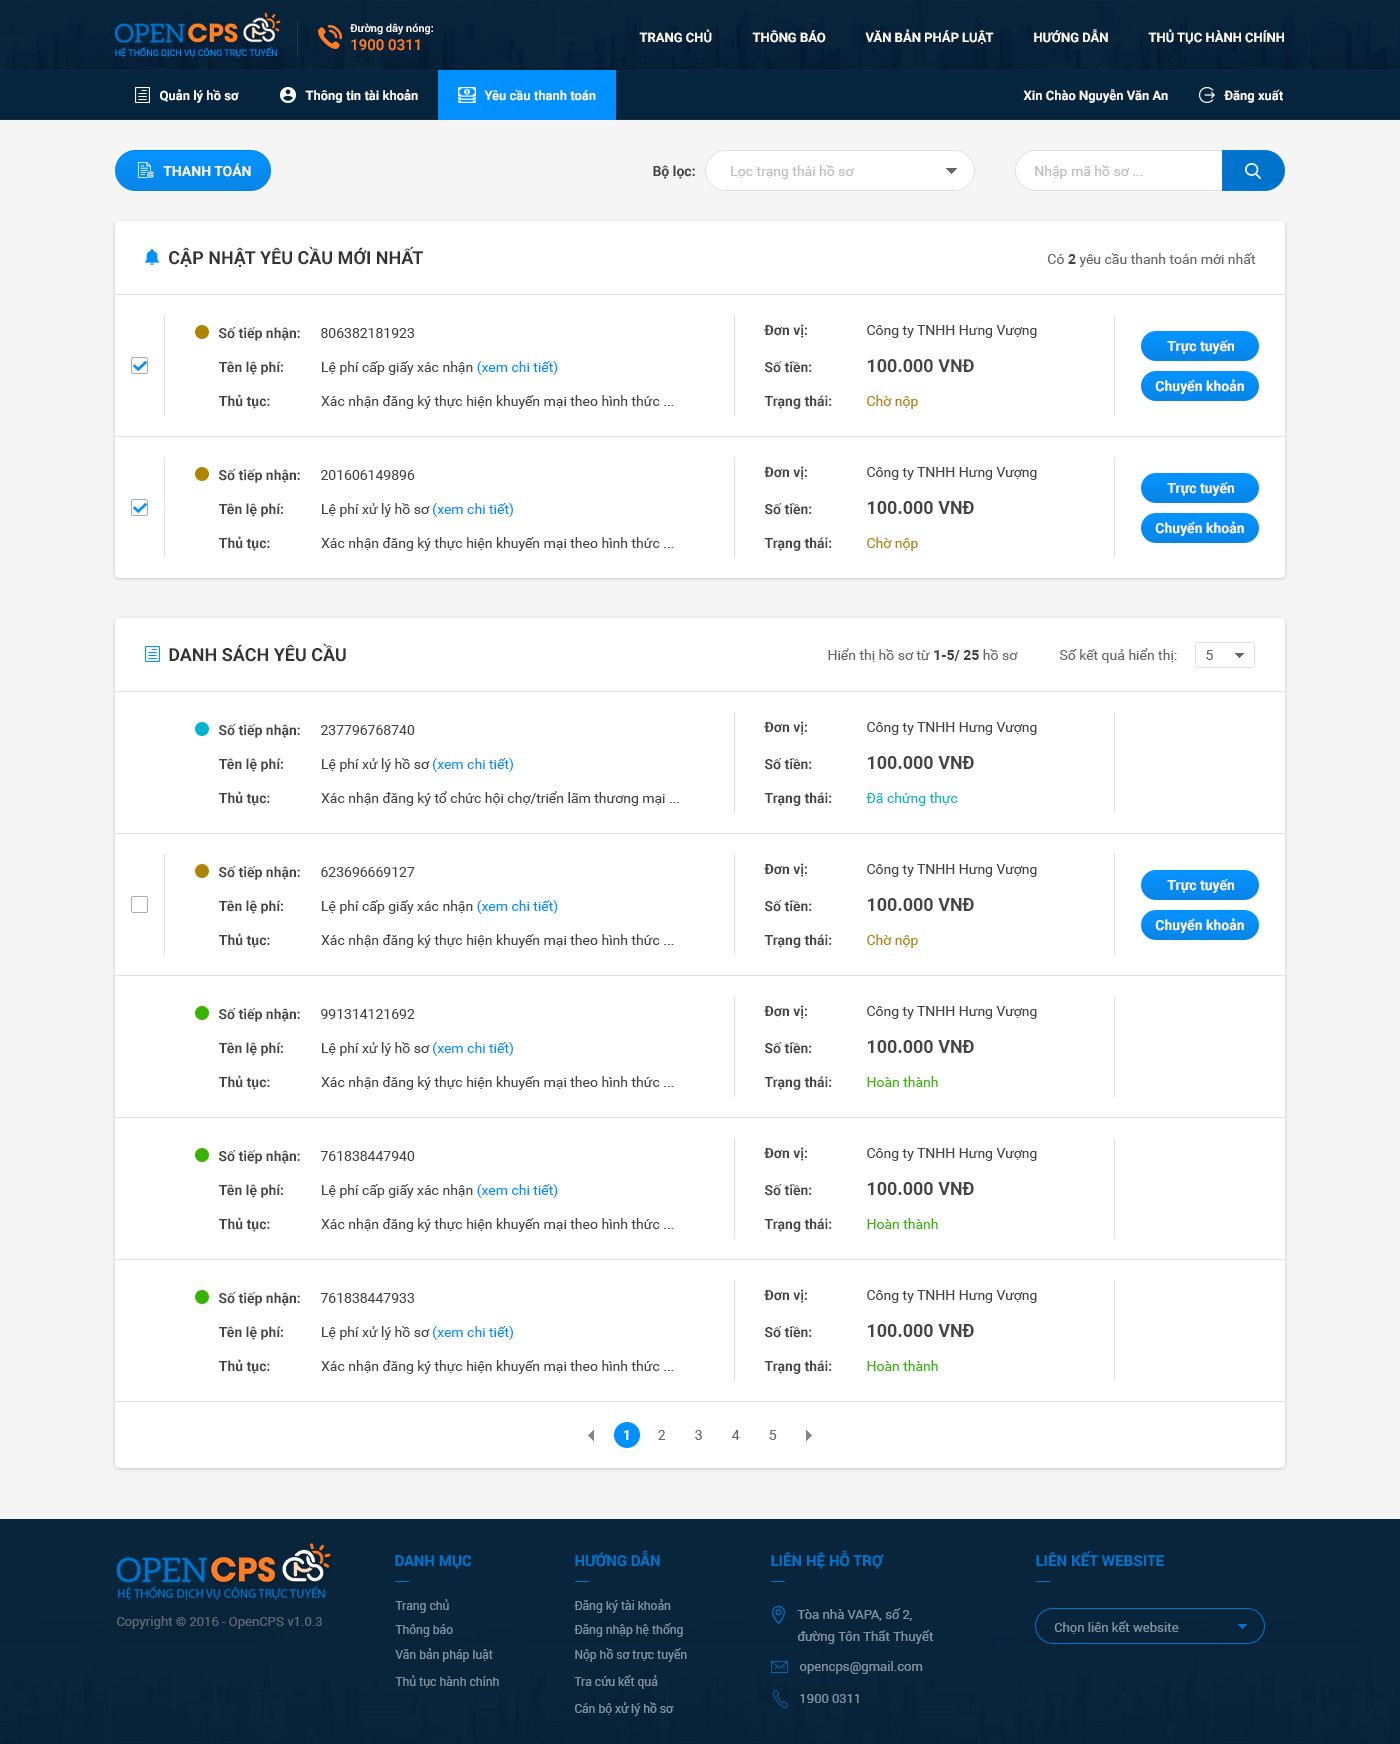 OPENCPS
HỆ THỐNG DỊCH VỤ CÔNG TRỰC TUYẾN
Đường dây nóng:
1900 0311
TRANG CHỦ THÔNG BÁO VĂN BẢN PHÁP LUẬT HƯỚNG DẪN THỦ TỤC HÀNH CHÍNH
Quản lý hồ sơ Thông tin tài khoản Yêu cầu thanh toán Xin Chào Nguyễn Văn An Đăng xuất
THANH TOÁN Bộ lọc: Lọc trạng thái hồ sơ Nhập mã hồ sơ ...
CẬP NHẬT YÊU CẦU MỚI NHẤT Có 2 yêu cầu thanh toán mới nhất
Số tiếp nhận: 806382181923 Đơn vị: Công ty TNHH Hưng Vượng Trực tuyến
Tên lệ phí: Lệ phí cấp giấy xác nhận (xem chi tiết) Số tiền: 100.000 VNĐ Chuyển khoản
Thủ tục: Xác nhận đăng ký thực hiện khuyến mại theo hình thức ... Trạng thái: Chờ nộp
Số tiếp nhận: 201606149896 Đơn vị: Công ty TNHH Hưng Vượng Trực tuyến
Tên lệ phí: Lệ phí xử lý hồ sơ (xem chi tiết) Số tiền: 100.000 VNĐ Chuyển khoản
Thủ tục: Xác nhận đăng ký thực hiện khuyến mại theo hình thức ... Trạng thái: Chờ nộp
DANH SÁCH YÊU CẦU Hiển thị hồ sơ từ 1-5/ 25 hồ sơ Số kết quả hiển thị: 5
Số tiếp nhận: 237796768740 Đơn vị: Công ty TNHH Hưng Vượng
Tên lệ phí: Lệ phí xử lý hồ sơ (xem chi tiết) Số tiền: 100.000 VNĐ
Thủ tục: Xác nhận đăng ký tổ chức hội chợ/triển lãm thương mại ... Trạng thái: Đã chứng thực
Số tiếp nhận: 623696669127 Đơn vị: Công ty TNHH Hưng Vượng Trực tuyến
Tên lệ phí: Lệ phí cấp giấy xác nhận (xem chi tiết) Số tiền: 100.000 VNĐ Chuyển khoản
Thủ tục: Xác nhận đăng ký thực hiện khuyến mại theo hình thức ... Trạng thái: Chờ nộp
Số tiếp nhận: 991314121692 Đơn vị: Công ty TNHH Hưng Vượng
Tên lệ phí: Lệ phí xử lý hồ sơ (xem chi tiết) Số tiền: 100.000 VNĐ
Thủ tục: Xác nhận đăng ký thực hiện khuyến mại theo hình thức ... Trạng thái: Hoàn thành
Số tiếp nhận: 761838447940 Đơn vị: Công ty TNHH Hưng Vượng
Tên lệ phí: Lệ phí cấp giấy xác nhận (xem chi tiết) Số tiền: 100.000 VNĐ
Thủ tục: Xác nhận đăng ký thực hiện khuyến mại theo hình thức ... Trạng thái: Hoàn thành
Số tiếp nhận: 761838447933 Đơn vị: Công ty TNHH Hưng Vượng
Tên lệ phí: Lệ phí xử lý hồ sơ (xem chi tiết) Số tiền: 100.000 VNĐ
Thủ tục: Xác nhận đăng ký thực hiện khuyến mại theo hình thức ... Trạng thái: Hoàn thành
1 2 3 4 5
OPENCPS
HỆ THỐNG DỊCH VỤ CÔNG TRỰC TUYẾN
Copyright © 2016 - OpenCPS v1.0.3
DANH MỤC
Trang chủ
Thông báo
Văn bản pháp luật
Thủ tục hành chính
HƯỚNG DẪN
Đăng ký tài khoản
Đăng nhập hệ thống
Nộp hồ sơ trực tuyến
Tra cứu kết quả
Cán bộ xử lý hồ sơ
LIÊN HỆ HỖ TRỢ
Tòa nhà VAPA, số 2,
đường Tôn Thất Thuyết
opencps@gmail.com
1900 0311
LIÊN KẾT WEBSITE
Chọn liên kết website